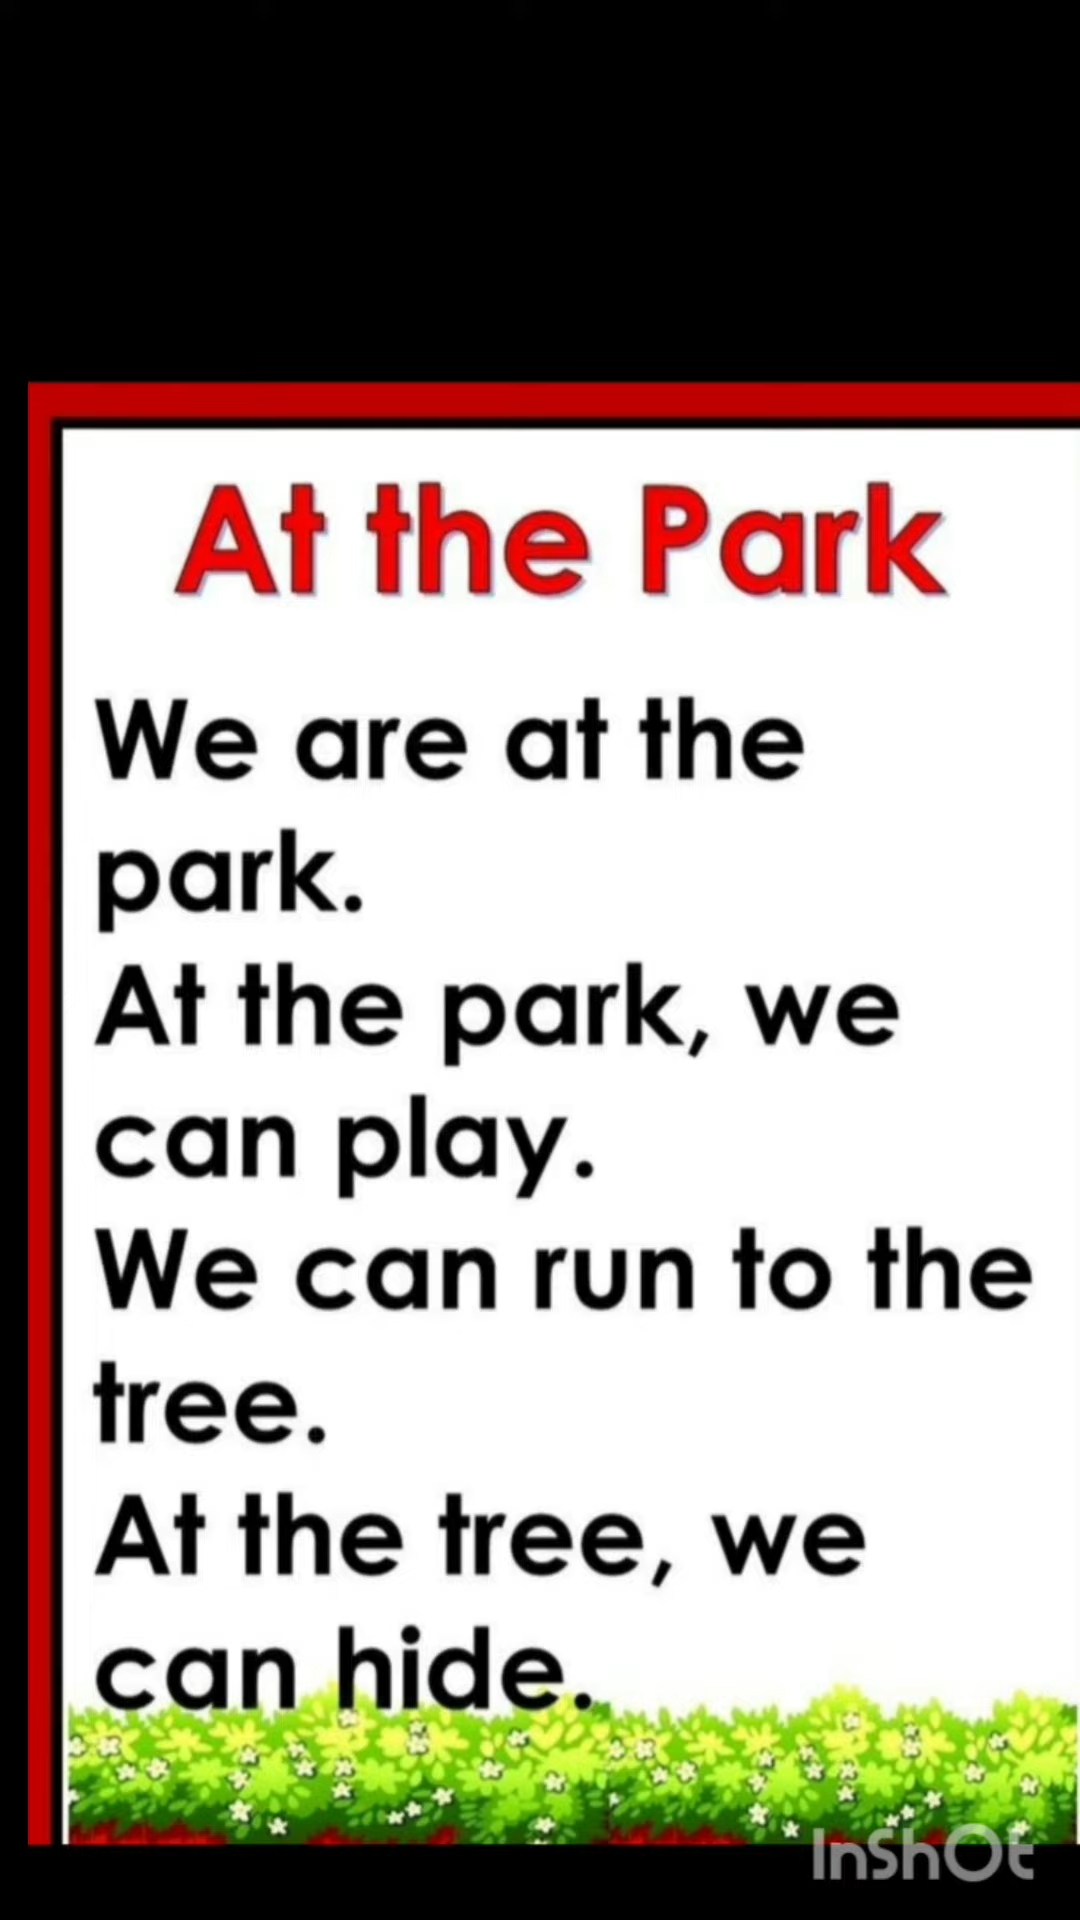 At the Park
We are at the
park.
At the park, we
can play.
We can run to the
tree.
At the tree, we
can hide.
InShOt